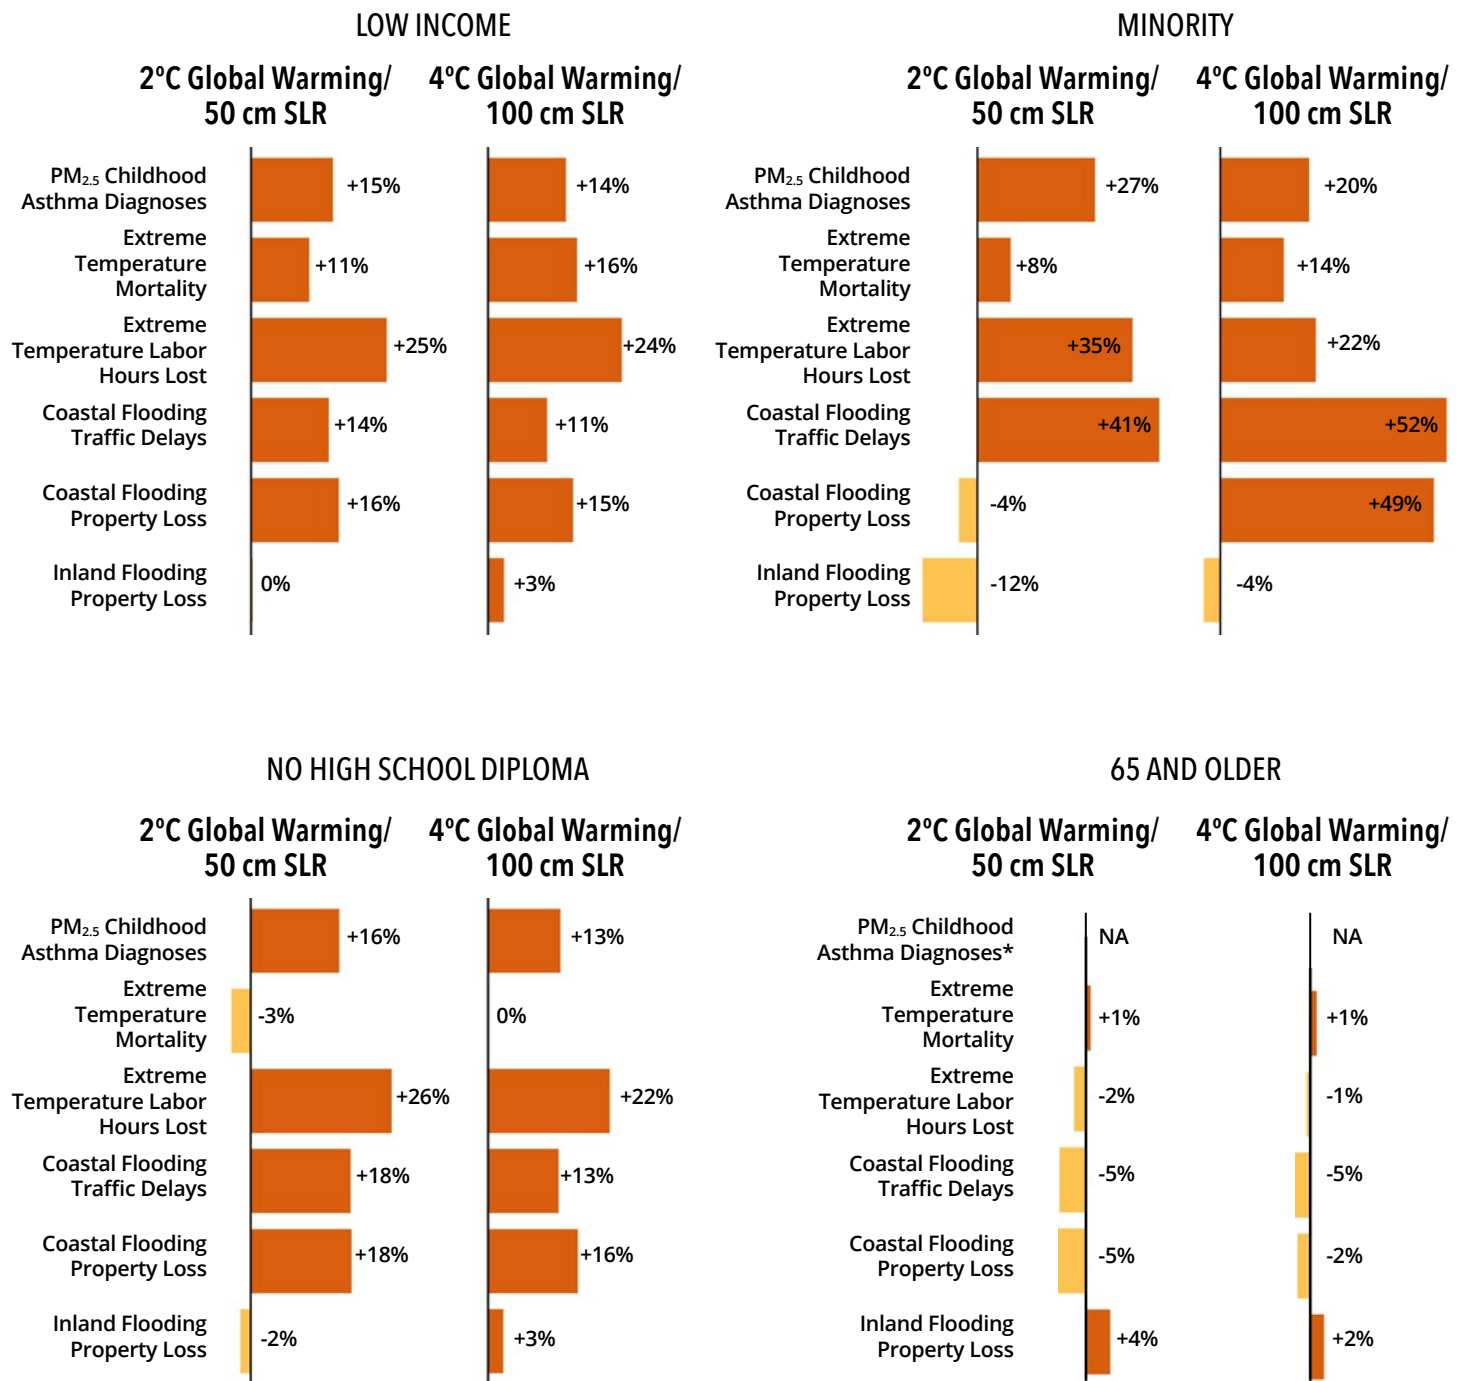 LOW INCOME
2ºC Global Warming/
50 cm SLR
4ºC Global Warming/
100 cm SLR
PM2.5 Childhood
Asthma Diagnoses
+15%
+14%
Extreme
Temperature
Mortality
+11%
+16%
Extreme
Temperature Labor
Hours Lost
+25%
+24%
Coastal Flooding
Traffic Delays
+14%
+11%
Coastal Flooding
Property Loss
+16%
+15%
Inland Flooding
Property Loss
0%
+3%
MINORITY
2ºC Global Warming/
50 cm SLR
4ºC Global Warming/
100 cm SLR
PM2.5 Childhood
Asthma Diagnoses
+27%
+20%
Extreme
Temperature
Mortality
+8%
+14%
Extreme
Temperature Labor
Hours Lost
+35%
+22%
Coastal Flooding
Traffic Delays
+41%
+52%
Coastal Flooding
Property Loss
-4%
+49%
Inland Flooding
Property Loss
-12%
-4%
NO HIGH SCHOOL DIPLOMA
2ºC Global Warming/
50 cm SLR
4ºC Global Warming/
100 cm SLR
PM2.5 Childhood
Asthma Diagnoses
+16%
+13%
Extreme
Temperature
Mortality
-3%
0%
Extreme
Temperature Labor
Hours Lost
+26%
+22%
Coastal Flooding
Traffic Delays
+18%
+13%
Coastal Flooding
Property Loss
+18%
+16%
Inland Flooding
Property Loss
-2%
+3%
65 AND OLDER
2ºC Global Warming/
50 cm SLR
4ºC Global Warming/
100 cm SLR
PM2.5 Childhood
Asthma Diagnoses*
NA
NA
Extreme
Temperature
Mortality
+1%
+1%
Extreme
Temperature Labor
Hours Lost
-2%
-1%
Coastal Flooding
Traffic Delays
-5%
-5%
Coastal Flooding
Property Loss
-5%
-2%
Inland Flooding
Property Loss
+4%
+2%